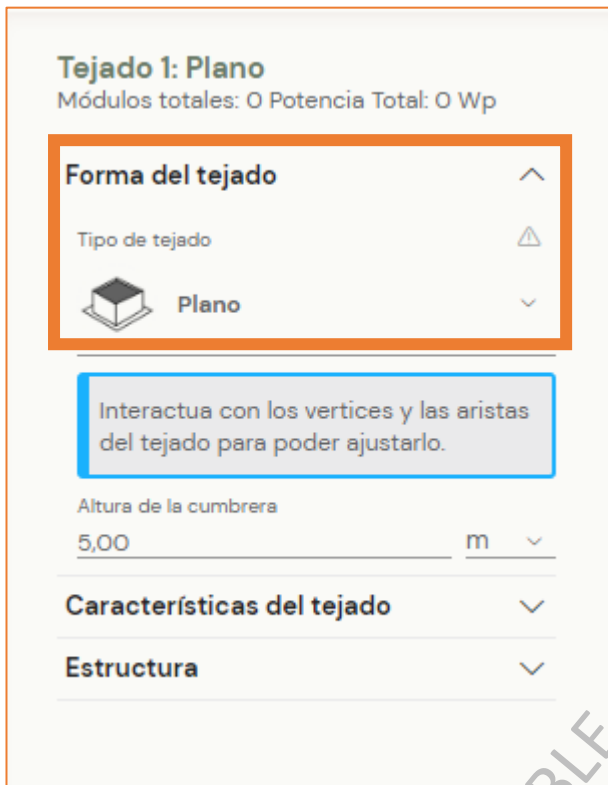 Tejado 1: Plano
Módulos totales: 0 Potencia Total: 0 Wp
Forma del tejado
Tipo de tejado
Plano
Interactua con los vertices y las aristas
del tejado para poder ajustarlo.
Altura de la cumbrera
5,00 m
Características del tejado
Estructura